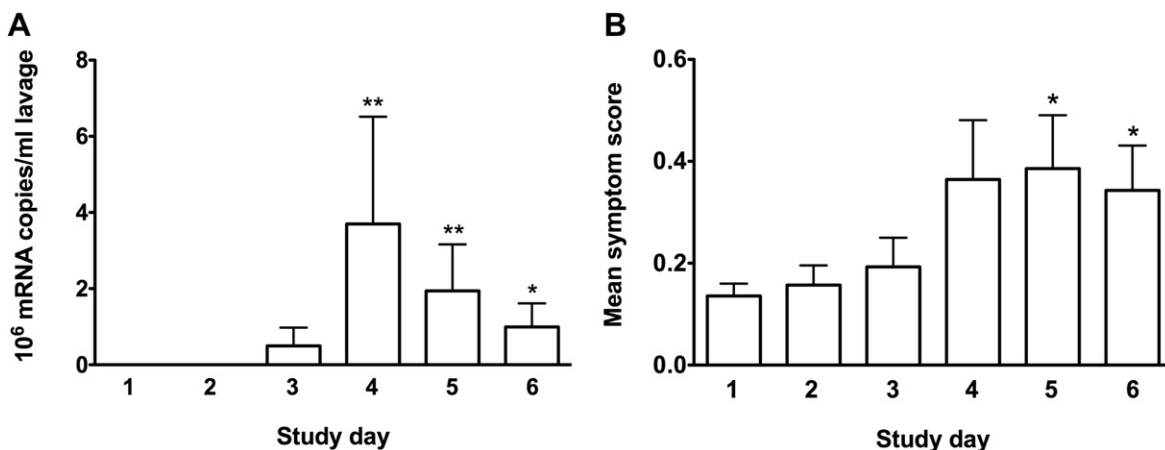 A
10⁶ mRNA copies/ml lavage
8
6
4
2
0
**
**
*
1 2 3 4 5 6
Study day
B
Mean symptom score
0.6
0.4
0.2
0.0
*
*
1 2 3 4 5 6
Study day